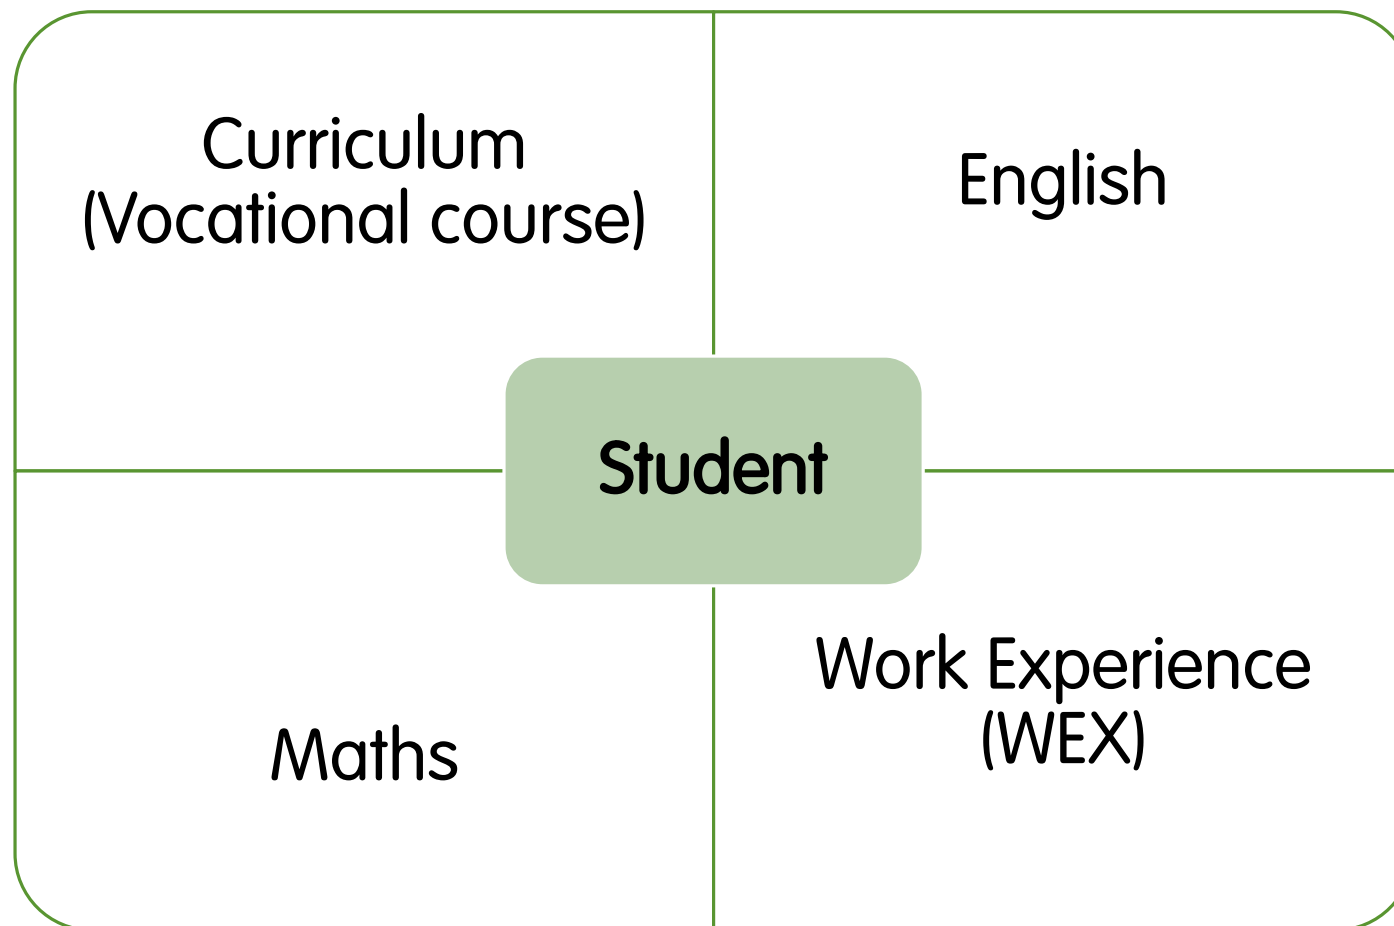 Curriculum
(Vocational course)
English
Student
Maths
Work Experience
(WEX)